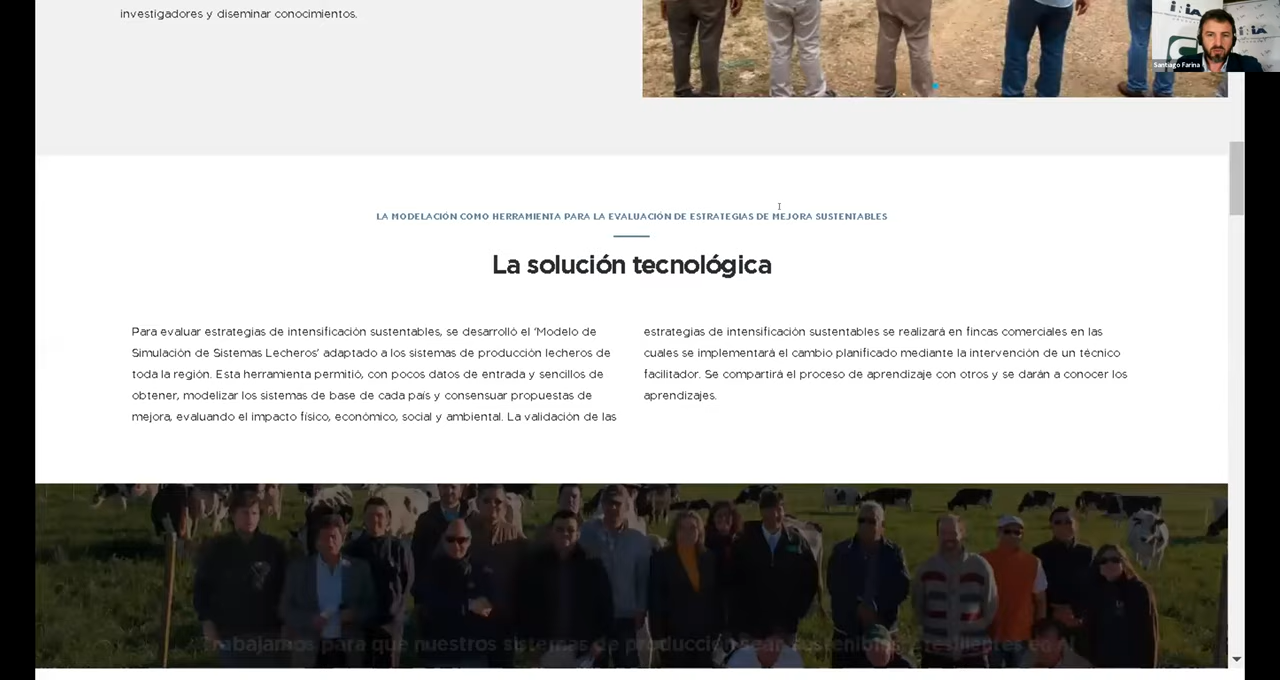 investigadores y diseminar conocimientos.
iniA
iniA
Santiago Farina
LA MODELACIÓN COMO HERRAMIENTA PARA LA EVALUACIÓN DE ESTRATEGIAS DE MEJORA SUSTENTABLES
La solución tecnológica
Para evaluar estrategias de intensificación sustentables, se desarrolló el 'Modelo de
Simulación de Sistemas Lecheros' adaptado a los sistemas de producción lecheros de
toda la región. Esta herramienta permitió, con pocos datos de entrada y sencillos de
obtener, modelizar los sistemas de base de cada país y consensuar propuestas de
mejora, evaluando el impacto físico, económico, social y ambiental. La validación de las
estrategias de intensificación sustentables se realizará en fincas comerciales en las
cuales se implementará el cambio planificado mediante la intervención de un técnico
facilitador. Se compartirá el proceso de aprendizaje con otros y se darán a conocer los
aprendizajes.
Trabajamos para que nuestros sistemas de producción sean sostenibles y resilientes en el